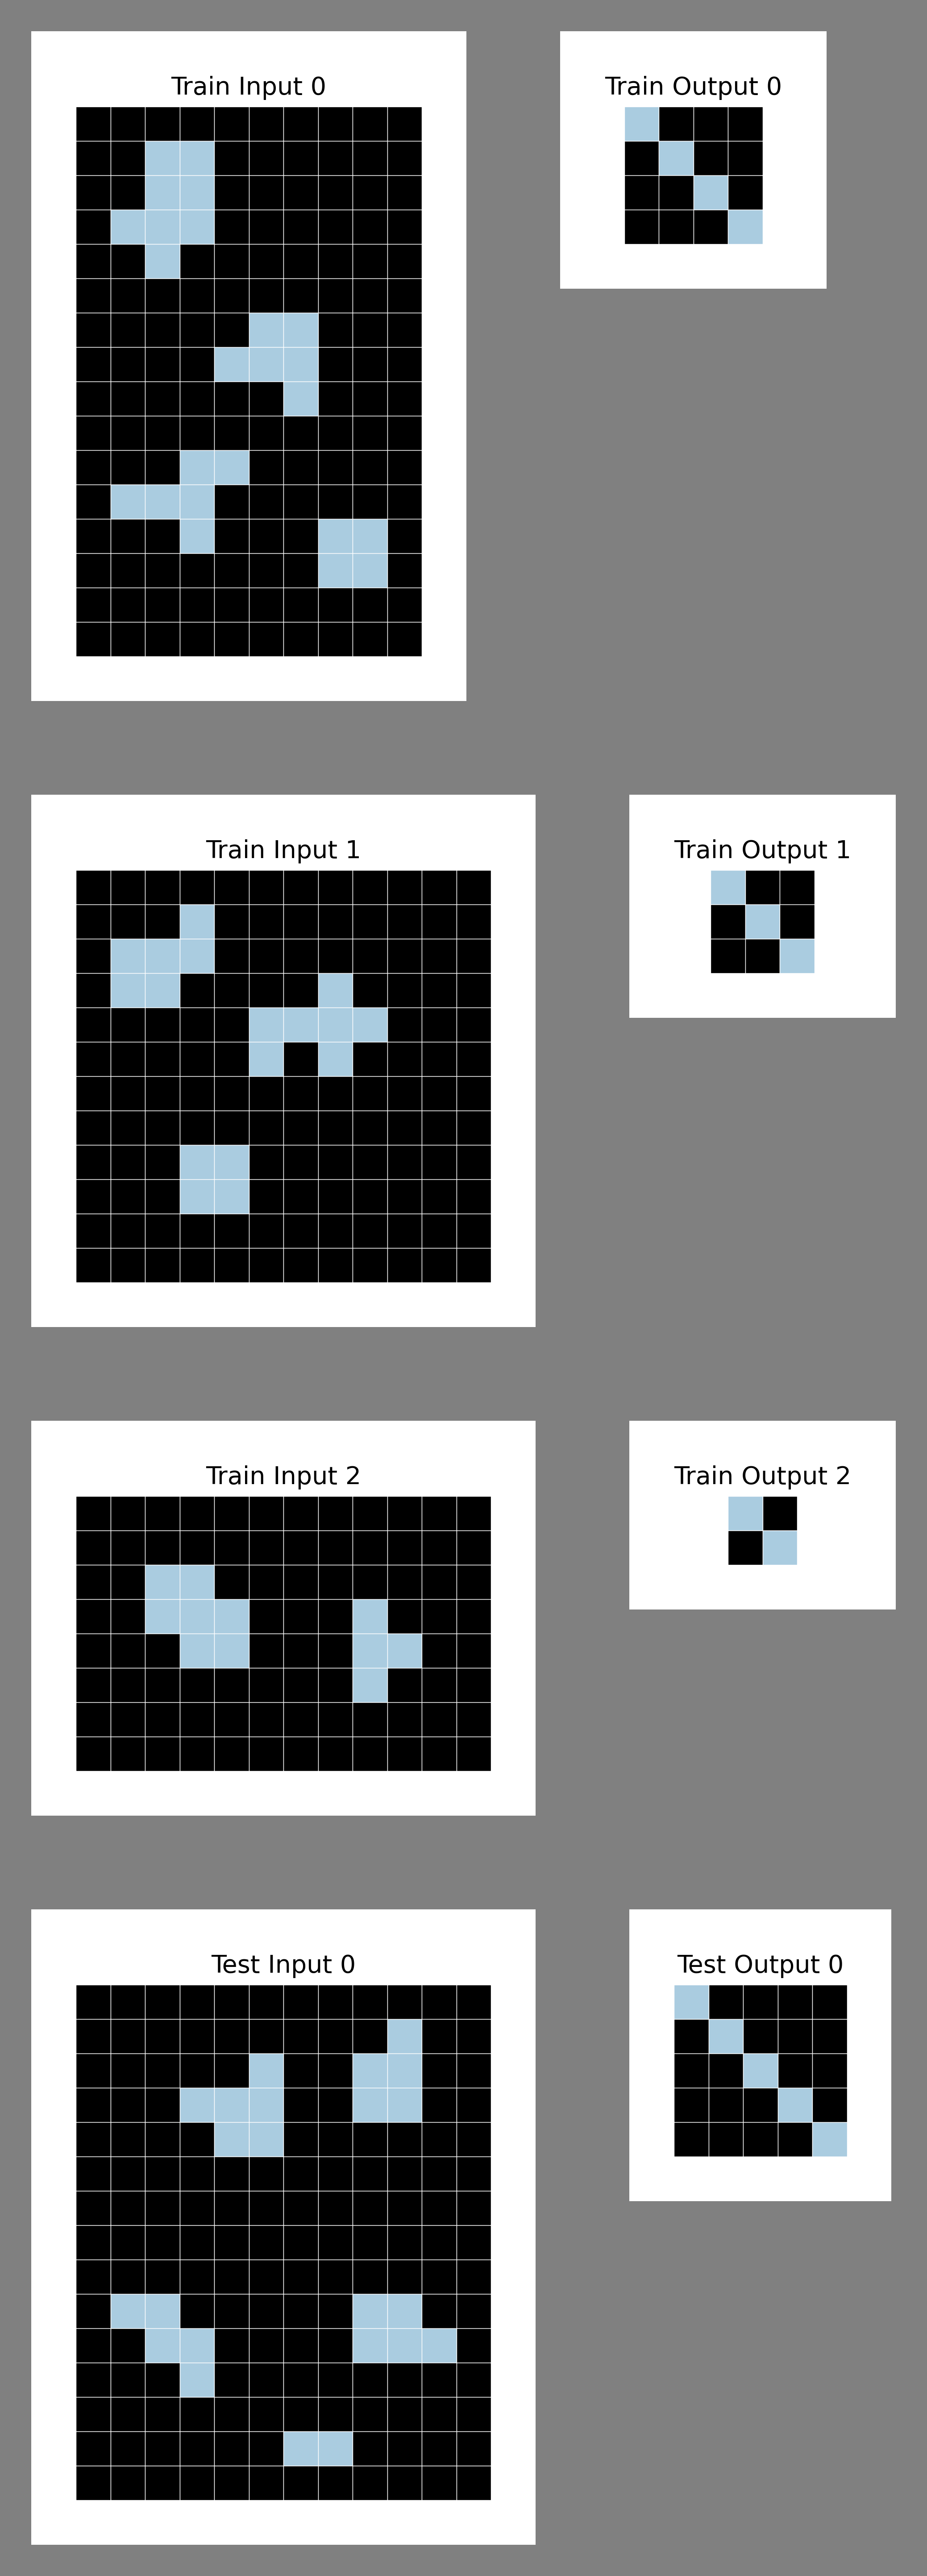 Train Input 0
Train Output 0
Train Input 1
Train Output 1
Train Input 2
Train Output 2
Test Input 0
Test Output 0